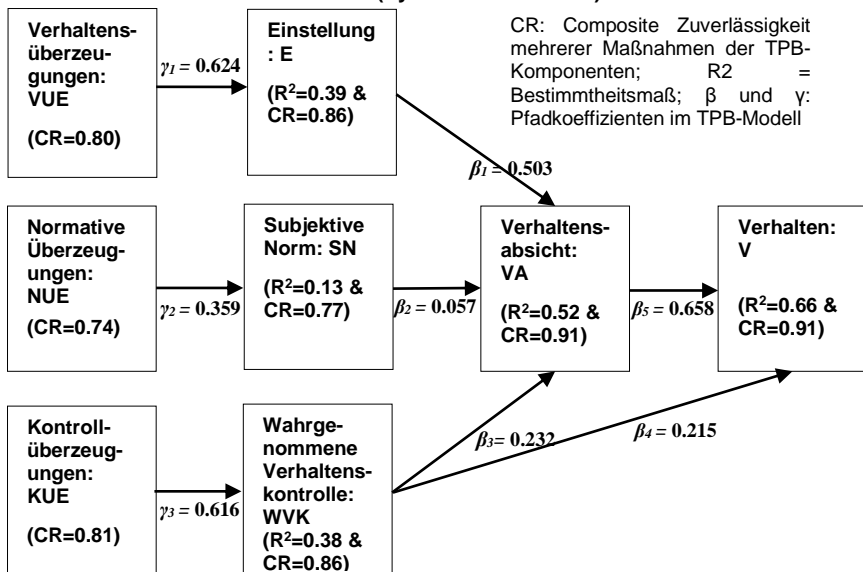 Verhaltens-
überzeu-
gungen:
VUE
(CR=0.80)
γ1 = 0.624
Einstellung
: E
(R²=0.39 &
CR=0.86)
CR: Composite Zuverlässigkeit
mehrerer Maßnahmen der TPB-
Komponenten; R2 =
Bestimmtheitsmaß; β und γ:
Pfadkoeffizienten im TPB-Modell
β1 = 0.503
Normative
Überzeug-
ungen:
NUE
(CR=0.74)
γ2 = 0.359
Subjektive
Norm: SN
(R²=0.13 &
CR=0.77)
β2 = 0.057
Verhaltens-
absicht:
VA
(R²=0.52 &
CR=0.91)
β5 = 0.658
Verhalten:
V
(R²=0.66 &
CR=0.91)
Kontroll-
überzeug-
ungen:
KUE
(CR=0.81)
γ3 = 0.616
Wahrge-
nommene
Verhaltens-
kontrolle:
WVK
(R²=0.38 &
CR=0.86)
β3= 0.232
β4 = 0.215